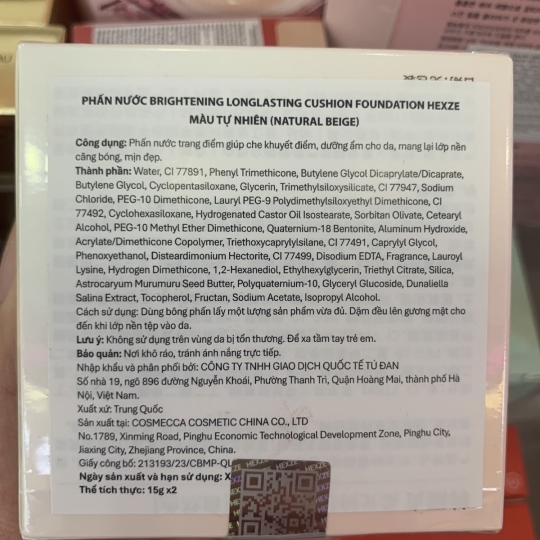 PHẤN NƯỚC BRIGHTENING LONGLASTING CUSHION FOUNDATION HEXZE
MÀU TỰ NHIÊN (NATURAL BEIGE)
Công dụng: Phấn nước trang điểm giúp che khuyết điểm, dưỡng ẩm cho da, mang lại lớp nền
căng bóng, mịn đẹp.
Thành phần: Water, CI 77891, Phenyl Trimethicone, Butylene Glycol Dicaprylate/Dicaprate,
Butylene Glycol, Cyclopentasiloxane, Glycerin, Trimethylsiloxysilicate, CI 77947, Sodium
Chloride, PEG-10 Dimethicone, Lauryl PEG-9 Polydimethylsiloxyethyl Dimethicone, CI
77492, Cyclohexasiloxane, Hydrogenated Castor Oil Isostearate, Sorbitan Olivate, Cetearyl
Alcohol, PEG-10 Methyl Ether Dimethicone, Quaternium-18 Bentonite, Aluminum Hydroxide,
Acrylate/Dimethicone Copolymer, Triethoxycaprylylsilane, CI 77491, Caprylyl Glycol,
Phenoxyethanol, Disteardimonium Hectorite, CI 77499, Disodium EDTA, Fragrance, Lauroyl
Lysine, Hydrogen Dimethicone, 1,2-Hexanediol, Ethylhexylglycerin, Triethyl Citrate, Silica,
Astrocaryum Murumuru Seed Butter, Polyquaternium-10, Glyceryl Glucoside, Dunaliella
Salina Extract, Tocopherol, Fructan, Sodium Acetate, Isopropyl Alcohol.
Cách sử dụng: Dùng bông phấn lấy một lượng sản phẩm vừa đủ. Dặm đều lên gương mặt cho
đến khi lớp nền tệp vào da.
Lưu ý: Không sử dụng trên vùng da bị tổn thương. Để xa tầm tay trẻ em.
Bảo quản: Nơi khô ráo, tránh ánh nắng trực tiếp.
Nhập khẩu và phân phối bởi: CÔNG TY TNHH GIAO DỊCH QUỐC TẾ TỦ ĐAN
Số nhà 19, ngõ 896 đường Nguyễn Khoái, Phường Thanh Trì, Quận Hoàng Mai, thành phố Hà
Nội, Việt Nam.
Xuất xứ: Trung Quốc
Sản xuất tại: COSMECCA COSMETIC CHINA CO., LTD
No.1789, Xinming Road, Pinghu Economic Technological Development Zone, Pinghu City,
Jiaxing City, Zhejiang Province, China.
Giấy công bố: 213193/23/CBMP-QL
Ngày sản xuất và hạn sử dụng: X
Thể tích thực: 15g x2
HEXZE